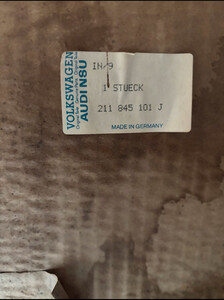 VOLKSWAGEN
AUDI NSU
IN/9
1 STUECK
211 845 101 J
MADE IN GERMANY